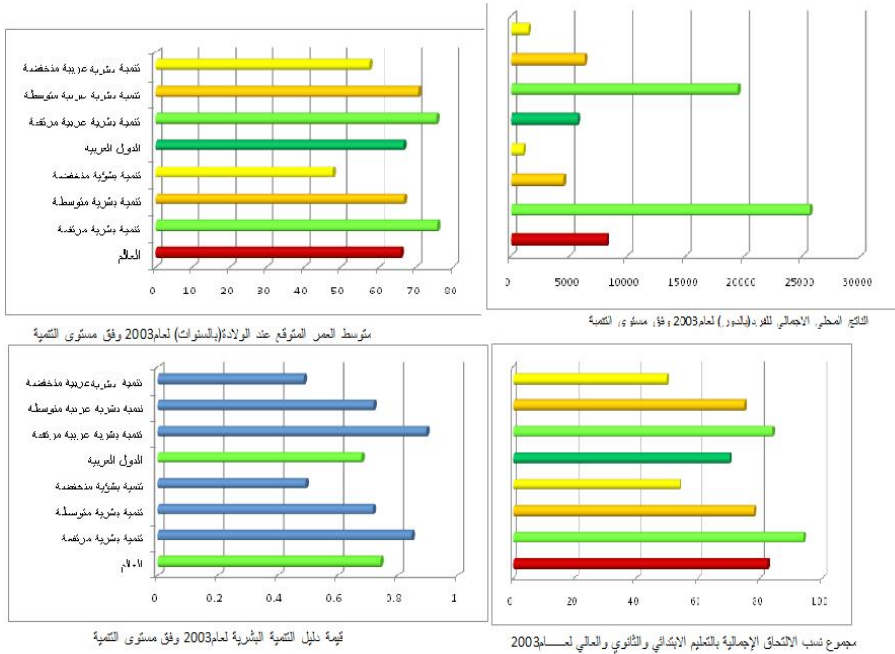 تنمية بشرية عربية منخفضة
تنمية بشرية عربية متوسطة
تنمية بشرية عربية مرتفعة
الدول العربية
تنمية بشرية منخفضة
تنمية بشرية متوسطة
تنمية بشرية مرتفعة
العالم
0 10 20 30 40 50 60 70 80
متوسط العمر المتوقع عند الولادة(بالسنوات) لعام2003 وفق مستوى التنمية
0 5000 10000 15000 20000 25000 30000
الناتج المحلي الاجمالي للفرد(بالدور) لعام2003 وفق مستوى التنمية
تنمية بشرية عربية منخفضة
تنمية بشرية عربية متوسطة
تنمية بشرية عربية مرتفعة
الدول العربية
تنمية بشرية منخفضة
تنمية بشرية متوسطة
تنمية بشرية مرتفعة
العالم
0 0.2 0.4 0.6 0.8 1
قيمة دليل التنمية البشرية لعام2003 وفق مستوى التنمية
0 20 40 60 80 100
مجموع نسب الالتحاق الإجمالية بالتعليم الابتدائي والثانوي والعالي لعـــــام2003